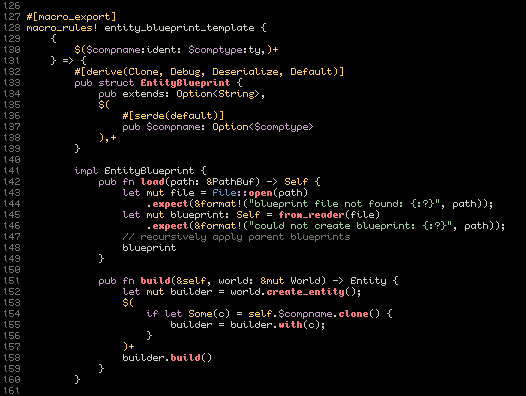 126
127 #[macro_export]
128 macro_rules! entity_blueprint_template {
129     {
130         $($compname:ident: $comptype:ty,)+
131     } => {
132         #[derive(Clone, Debug, Deserialize, Default)]
133         pub struct EntityBlueprint {
134             pub extends: Option<String>,
135             $(
136                 #[serde(default)]
137                 pub $compname: Option<$comptype>
138             ),+
139         }
140
141         impl EntityBlueprint {
142             pub fn load(path: &PathBuf) -> Self {
143                 let mut file = File::open(path)
144                     .expect(&format!("blueprint file not found: {:?}", path));
145                 let mut blueprint: Self = from_reader(file)
146                     .expect(&format!("could not create blueprint: {:?}", path));
147                 // recursively apply parent blueprints
148                 blueprint
149             }
150
151             pub fn build(&self, world: &mut World) -> Entity {
152                 let mut builder = world.create_entity();
153                 $(
154                     if let Some(c) = self.$compname.clone() {
155                         builder = builder.with(c);
156                     }
157                 )+
158                 builder.build()
159             }
160         }
161